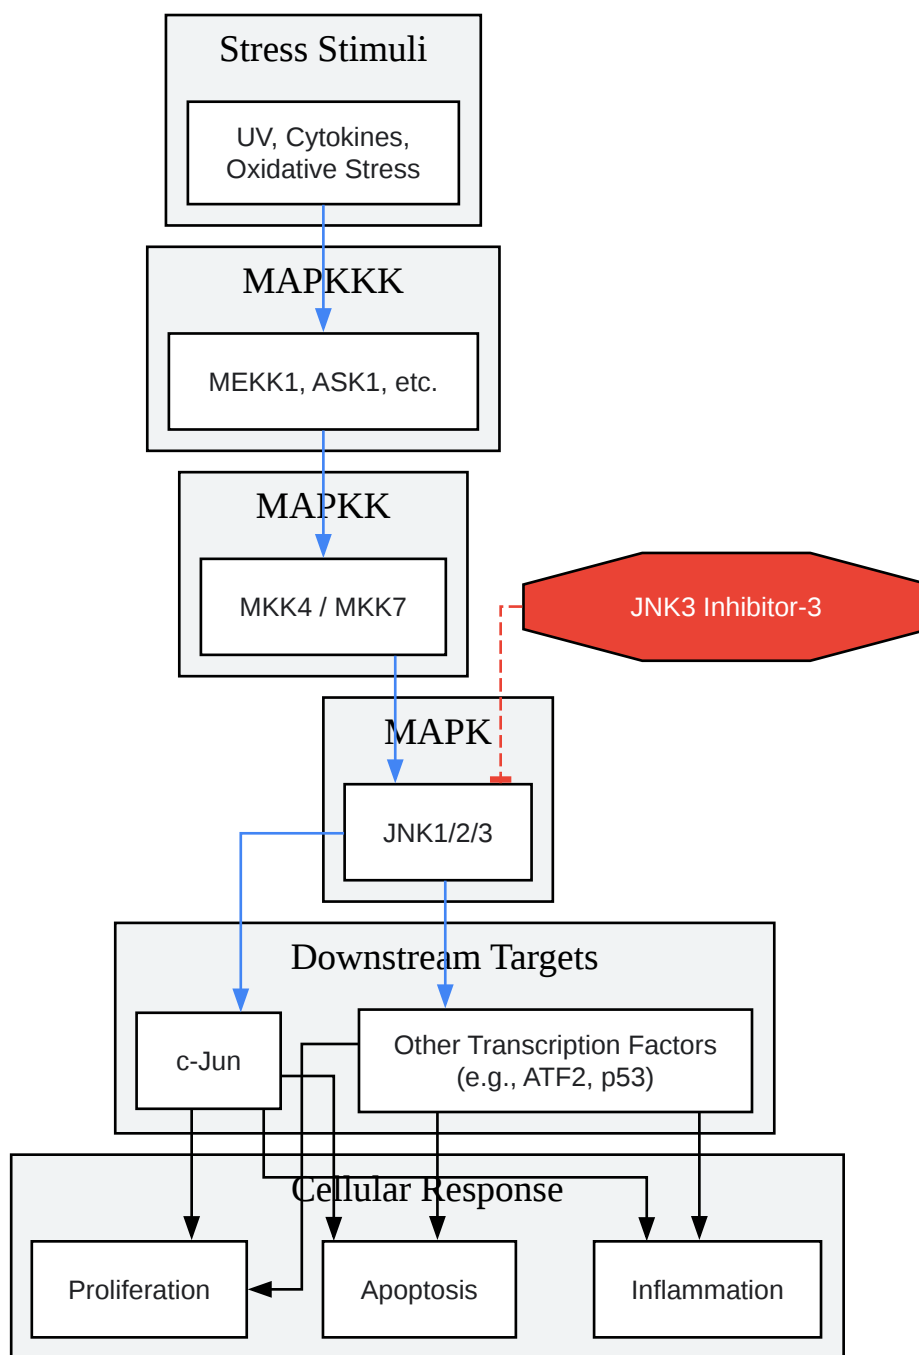 Stress Stimuli
UV, Cytokines,
Oxidative Stress
MAPKKK
MEKK1, ASK1, etc.
MAPKK
MKK4 / MKK7
JNK3 Inhibitor-3
MAPK
JNK1/2/3
Downstream Targets
c-Jun
Other Transcription Factors
(e.g., ATF2, p53)
Cellular Response
Proliferation
Apoptosis
Inflammation